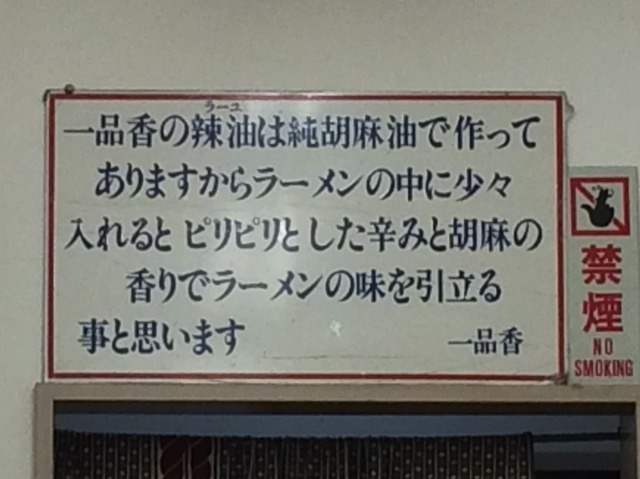 ラーユ
一品香の辣油は純胡麻油で作って
ありますからラーメンの中に少々
入れるとピリピリとした辛みと胡麻の
香りでラーメンの味を引立る
事と思います 一品香
禁煙
NO
SMOKING